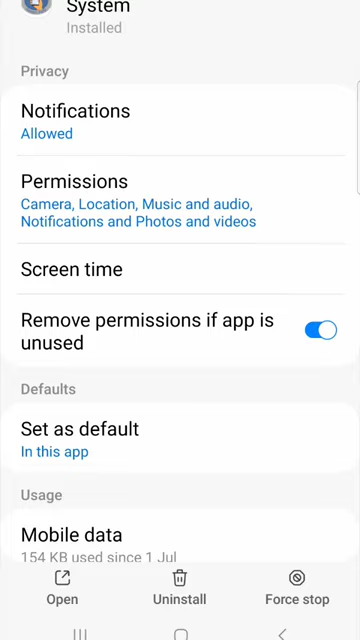 System
Installed
Privacy
Notifications
Allowed
Permissions
Camera, Location, Music and audio,
Notifications and Photos and videos
Screen time
Remove permissions if app is
unused
Defaults
Set as default
In this app
Usage
Mobile data
154 KB used since 1 Jul
Open
Uninstall
Force stop